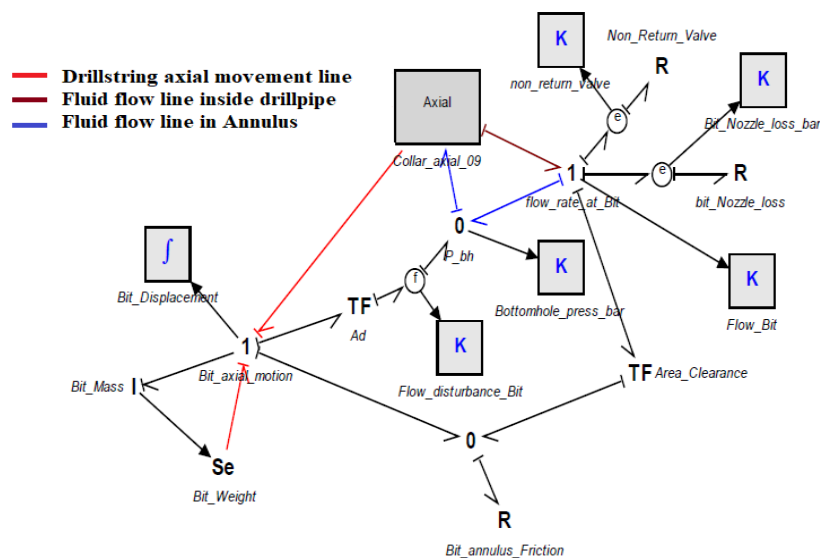 Drillstring axial movement line
Fluid flow line inside drillpipe
Fluid flow line in Annulus
K
Non_Return_Valve
R
non_return_valve
e
K
Bit_Nozzle_loss_bar
Axial
Collar_axial_09
1
e
R
flow_rate_at_Bit
bit_Nozzle_loss
0
P_bh
∫
Bit_Displacement
f
K
Bottomhole_press_bar
K
Flow_Bit
TF
Ad
1
Bit_axial_motion
K
Flow_disturbance_Bit
TF
Area_Clearance
Bit_Mass
I
0
Se
Bit_Weight
R
Bit_annulus_Friction